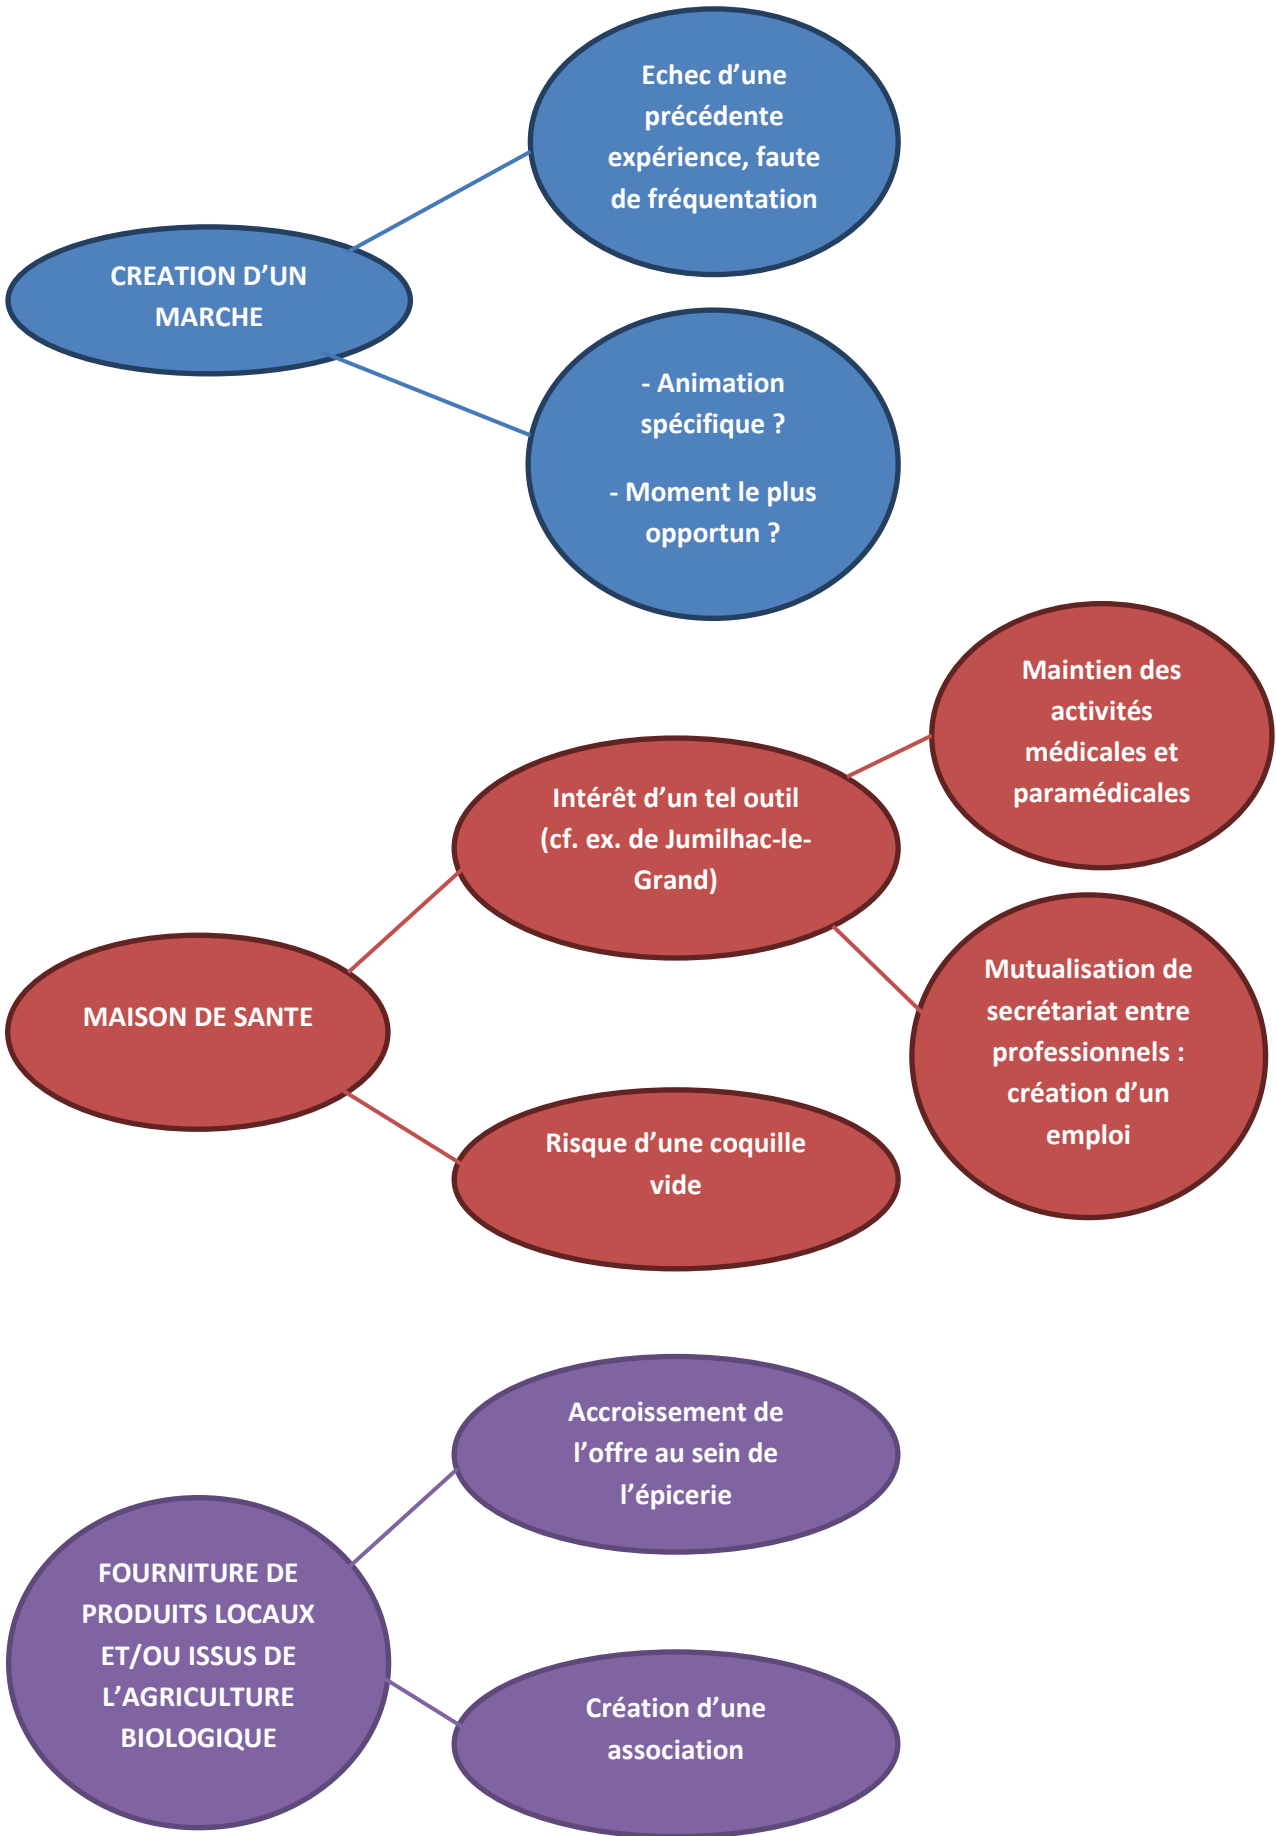 Echec d’une
précédente
expérience, faute
de fréquentation
CREATION D’UN
MARCHE
- Animation
spécifique ?
- Moment le plus
opportun ?
Maintien des
activités
médicales et
paramédicales
Intérêt d’un tel outil
(cf. ex. de Jumilhac-le-
Grand)
Mutualisation de
secrétariat entre
professionnels :
création d’un
emploi
MAISON DE SANTE
Risque d’une coquille
vide
Accroissement de
l’offre au sein de
l’épicerie
FOURNITURE DE
PRODUITS LOCAUX
ET/OU ISSUS DE
L’AGRICULTURE
BIOLOGIQUE
Création d’une
association